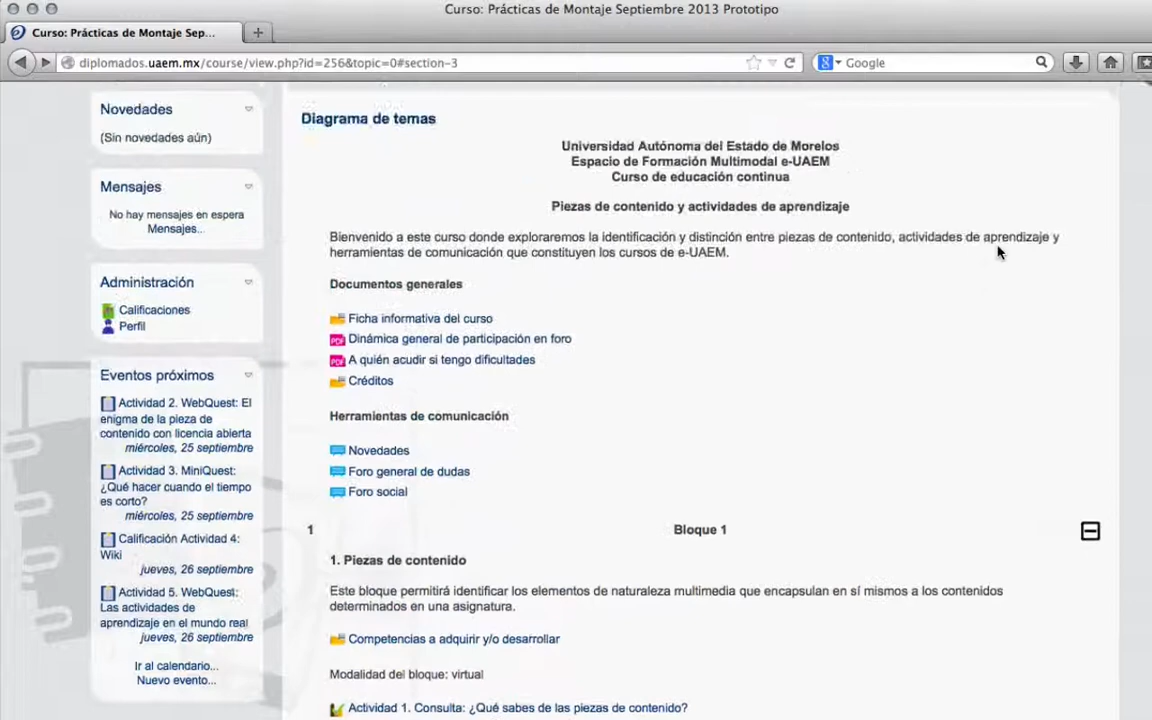 Curso: Prácticas de Montaje Septiembre 2013 Prototipo
Curso: Prácticas de Montaje Sep...
diplomados.uaem.mx/course/view.php?id=256&topic=0#section-3
Google
Novedades
(Sin novedades aún)
Mensajes
No hay mensajes en espera
Mensajes...
Administración
Calificaciones
Perfil
Eventos próximos
Actividad 2. WebQuest: El
enigma de la pieza de
contenido con licencia abierta
miércoles, 25 septiembre
Actividad 3. MiniQuest:
¿Qué hacer cuando el tiempo
es corto?
miércoles, 25 septiembre
Calificación Actividad 4:
Wiki
jueves, 26 septiembre
Actividad 5. WebQuest:
Las actividades de
aprendizaje en el mundo real
jueves, 26 septiembre
Ir al calendario...
Nuevo evento...
Diagrama de temas
Universidad Autónoma del Estado de Morelos
Espacio de Formación Multimodal e-UAEM
Curso de educación continua
Piezas de contenido y actividades de aprendizaje
Bienvenido a este curso donde exploraremos la identificación y distinción entre piezas de contenido, actividades de aprendizaje y
herramientas de comunicación que constituyen los cursos de e-UAEM.
Documentos generales
Ficha informativa del curso
PDF Dinámica general de participación en foro
PDF A quién acudir si tengo dificultades
Créditos
Herramientas de comunicación
Novedades
Foro general de dudas
Foro social
1 Bloque 1
1. Piezas de contenido
Este bloque permitirá identificar los elementos de naturaleza multimedia que encapsulan en sí mismos a los contenidos
determinados en una asignatura.
Competencias a adquirir y/o desarrollar
Modalidad del bloque: virtual
Actividad 1. Consulta: ¿Qué sabes de las piezas de contenido?